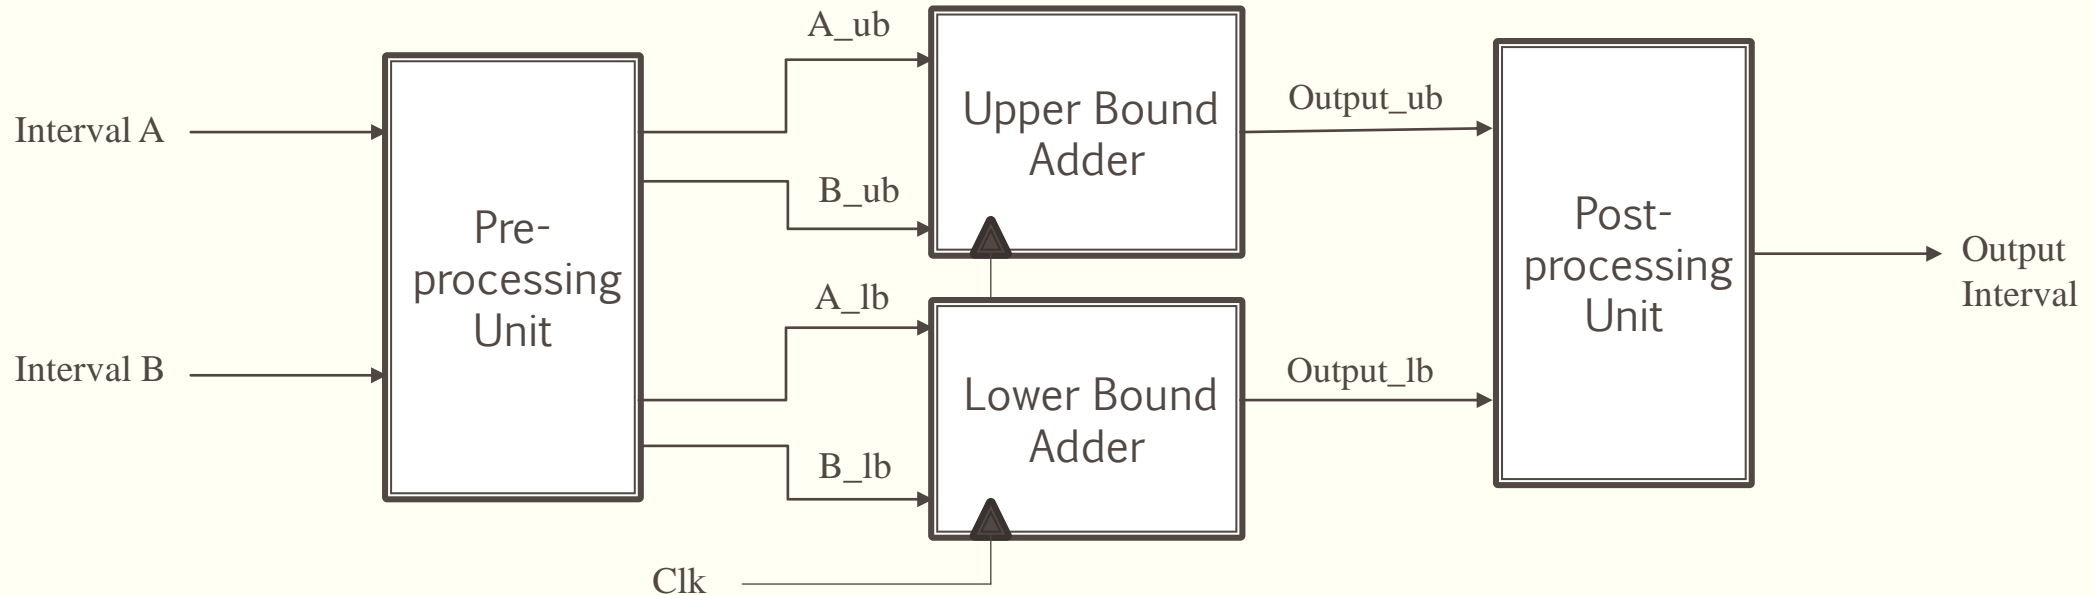 Interval A
Interval B
Pre-
processing
Unit
A_ub
B_ub
A_lb
B_lb
Clk
Upper Bound
Adder
Lower Bound
Adder
Output_ub
Output_lb
Post-
processing
Unit
Output
Interval